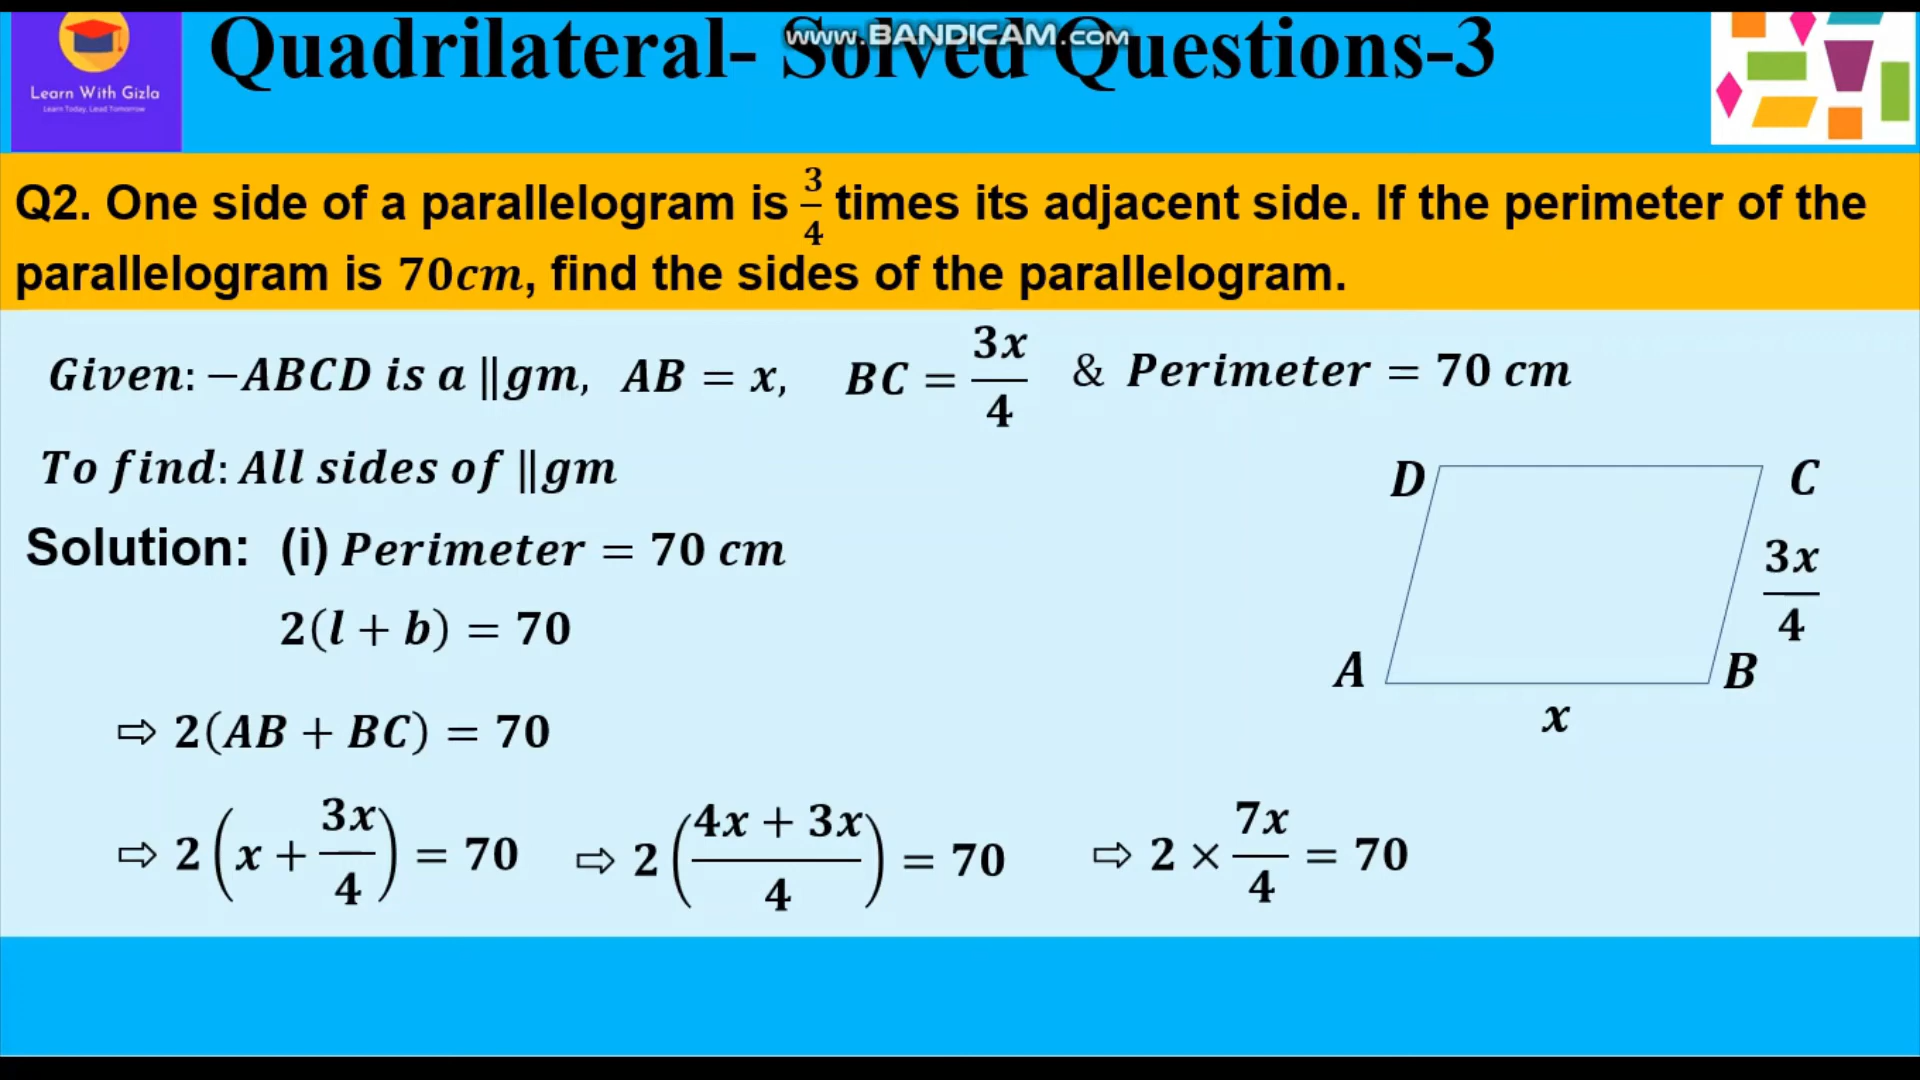 Quadrilateral- Solved Questions-3
www.BANDICAM.com
Learn With Gizla
Learn Today, Lead Tomorrow
Q2. One side of a parallelogram is 3/4 times its adjacent side. If the perimeter of the
parallelogram is 70cm, find the sides of the parallelogram.
Given: −ABCD is a ∥gm, AB = x, BC = 3x/4 & Perimeter = 70 cm
To find: All sides of ∥gm
D C
Solution: (i) Perimeter = 70 cm
3x/4
2(l + b) = 70
A B
x
⇨ 2(AB + BC) = 70
⇨ 2(x + 3x/4) = 70 ⇨ 2((4x + 3x)/4) = 70 ⇨ 2 × 7x/4 = 70